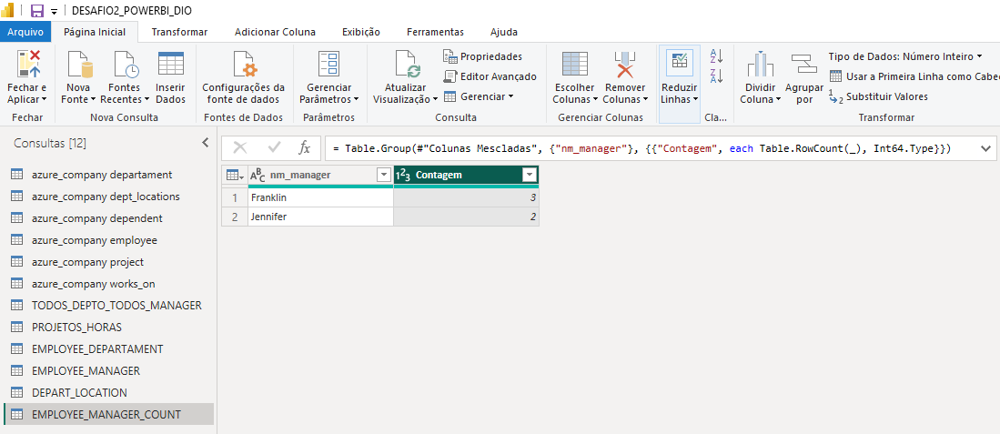 DESAFIO2_POWERBI_DIO
Arquivo Página Inicial Transformar Adicionar Coluna Exibição Ferramentas Ajuda
Fechar e Aplicar
Fechar
Nova Fonte
Fontes Recentes
Inserir Dados
Nova Consulta
Configurações da fonte de dados
Fontes de Dados
Gerenciar Parâmetros
Parâmetros
Atualizar Visualização
Propriedades
Editor Avançado
Gerenciar
Consulta
Escolher Colunas
Remover Colunas
Gerenciar Colunas
Reduzir Linhas
Cla...
Dividir Coluna
Agrupar por
Tipo de Dados: Número Inteiro
Usar a Primeira Linha como Cabeç
Substituir Valores
Transformar
Consultas [12]
= Table.Group(#"Colunas Mescladas", {"nm_manager"}, {{"Contagem", each Table.RowCount(_), Int64.Type}})
azure_company departament
azure_company dept_locations
azure_company dependent
azure_company employee
azure_company project
azure_company works_on
TODOS_DEPTO_TODOS_MANAGER
PROJETOS_HORAS
EMPLOYEE_DEPARTAMENT
EMPLOYEE_MANAGER
DEPART_LOCATION
EMPLOYEE_MANAGER_COUNT
nm_manager Contagem
1 Franklin 3
2 Jennifer 2